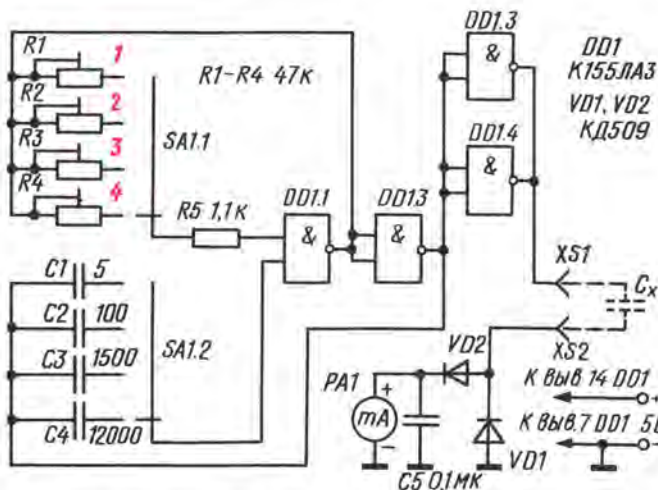 R1
1
R2
2
R3
3
R4
4
R1-R4 47к
SA1.1
R5 1,1к
DD1.1
&
DD1.3
&
DD1.3
&
DD1.4
&
DD1
К155ЛА3
VD1, VD2
КД509
C1 5
C2 100
C3 1500
C4 12000
SA1.2
XS1
Cx
XS2
VD2
PA1
+
mA
-
C5 0,1мк
VD1
К выв 14 DD1
К выв.7 DD1